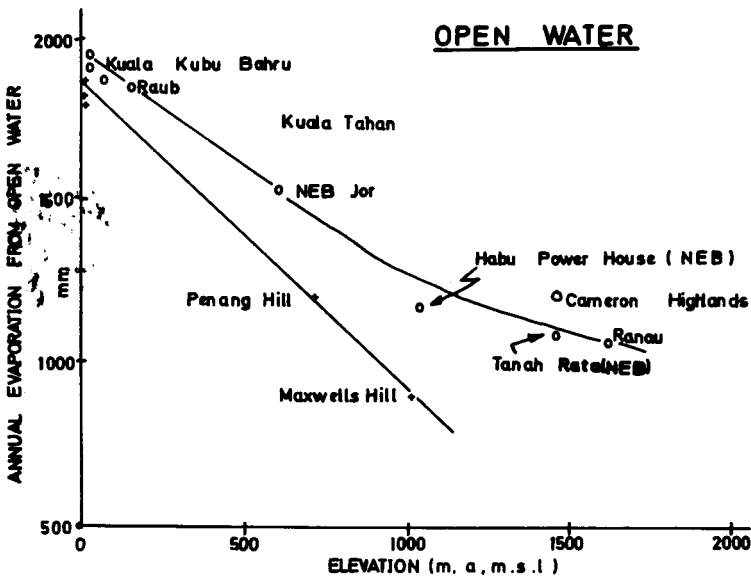 OPEN WATER
2000
Kuala Kubu Bahru
Raub
Kuala Tahan
1500
NEB Jor
Habu Power House (NEB)
Penang Hill
Cameron Highlands
Ranau
1000
Tanah Rata(NEB)
Maxwells Hill
500
500
1000
1500
2000
ELEVATION (m, a, m.s.l)
ANNUAL EVAPORATION FROM OPEN WATER
mm